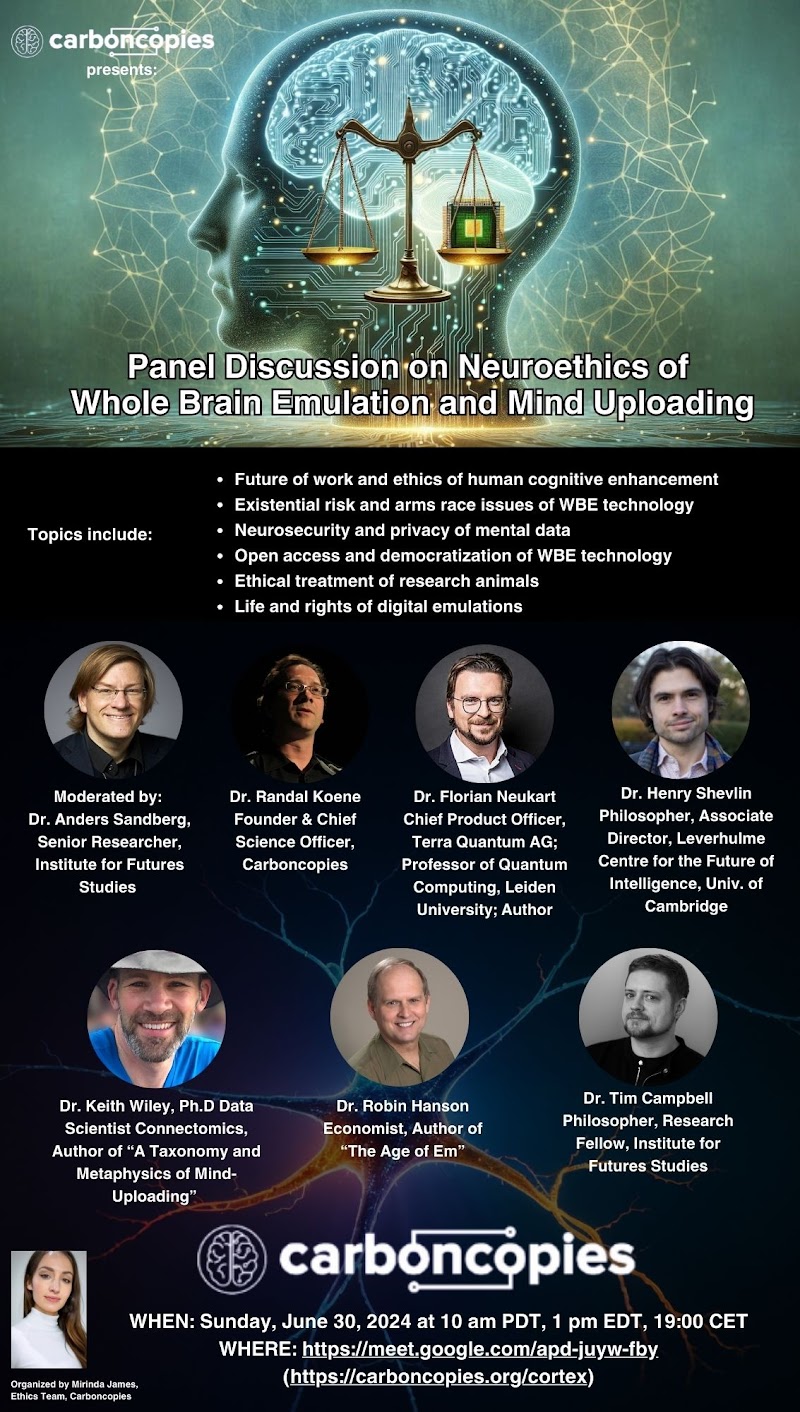 carboncopies
presents:
Panel Discussion on Neuroethics of
Whole Brain Emulation and Mind Uploading
Topics include:
• Future of work and ethics of human cognitive enhancement
• Existential risk and arms race issues of WBE technology
• Neurosecurity and privacy of mental data
• Open access and democratization of WBE technology
• Ethical treatment of research animals
• Life and rights of digital emulations
Moderated by:
Dr. Anders Sandberg,
Senior Researcher,
Institute for Futures
Studies
Dr. Randal Koene
Founder & Chief
Science Officer,
Carboncopies
Dr. Florian Neukart
Chief Product Officer,
Terra Quantum AG;
Professor of Quantum
Computing, Leiden
University; Author
Dr. Henry Shevlin
Philosopher, Associate
Director, Leverhulme
Centre for the Future of
Intelligence, Univ. of
Cambridge
Dr. Keith Wiley, Ph.D Data
Scientist Connectomics,
Author of “A Taxonomy and
Metaphysics of Mind-
Uploading”
Dr. Robin Hanson
Economist, Author of
“The Age of Em”
Dr. Tim Campbell
Philosopher, Research
Fellow, Institute for
Futures Studies
carboncopies
WHEN: Sunday, June 30, 2024 at 10 am PDT, 1 pm EDT, 19:00 CET
WHERE: https://meet.google.com/apd-juyw-fby
(https://carboncopies.org/cortex)
Organized by Mirinda James,
Ethics Team, Carboncopies